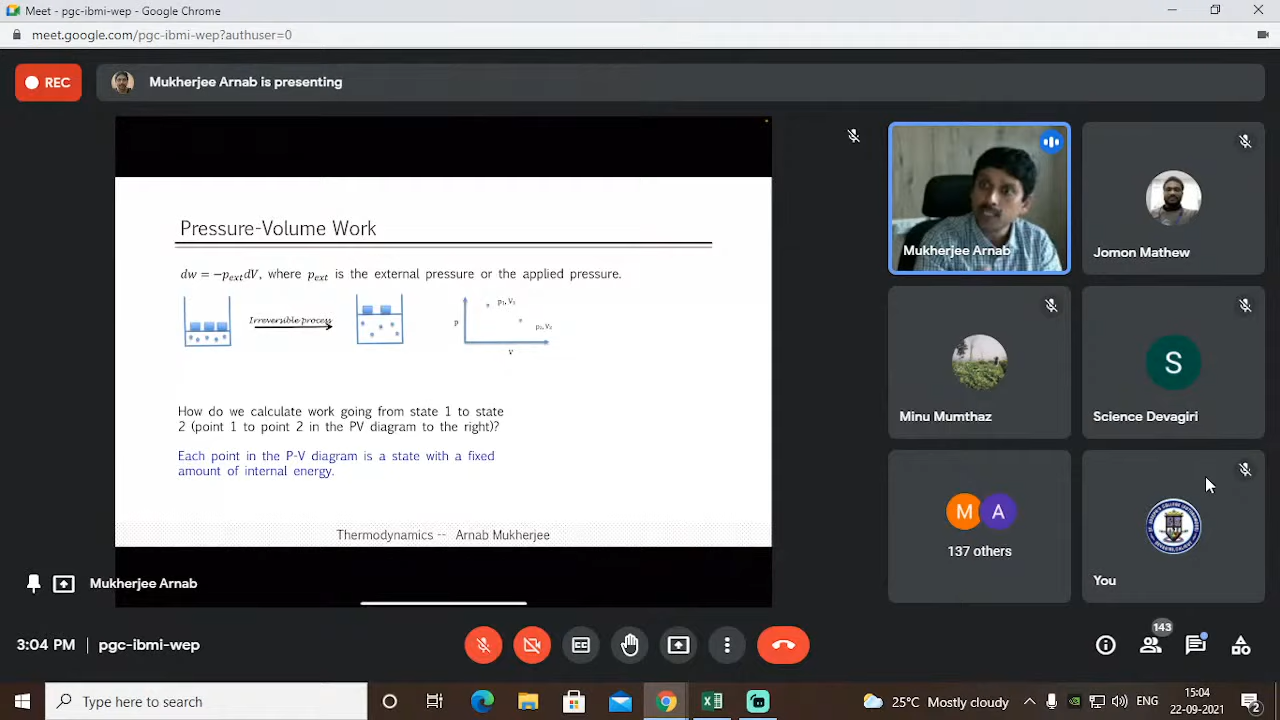 Meet - pgc-ibmi-wep - Google Chrome
meet.google.com/pgc-ibmi-wep?authuser=0
REC
Mukherjee Arnab is presenting
Pressure-Volume Work
dw = −p_ext dV, where p_ext is the external pressure or the applied pressure.
Irreversible process
p
V
How do we calculate work going from state 1 to state
2 (point 1 to point 2 in the PV diagram to the right)?
Each point in the P-V diagram is a state with a fixed
amount of internal energy.
Thermodynamics -- Arnab Mukherjee
Mukherjee Arnab
Mukherjee Arnab
Jomon Mathew
Minu Mumthaz
S
Science Devagiri
M A
137 others
You
3:04 PM | pgc-ibmi-wep
143
Type here to search
25°C Mostly cloudy
ENG
15:04
22-09-2021
2